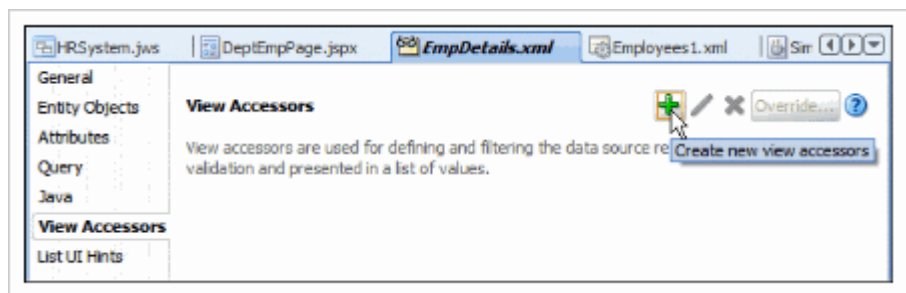 HRSystem.jws DeptEmpPage.jspx EmpDetails.xml Employees1.xml Sim
General
Entity Objects
Attributes
Query
Java
View Accessors
List UI Hints
View Accessors
Override...
Create new view accessors
View accessors are used for defining and filtering the data source re
validation and presented in a list of values.